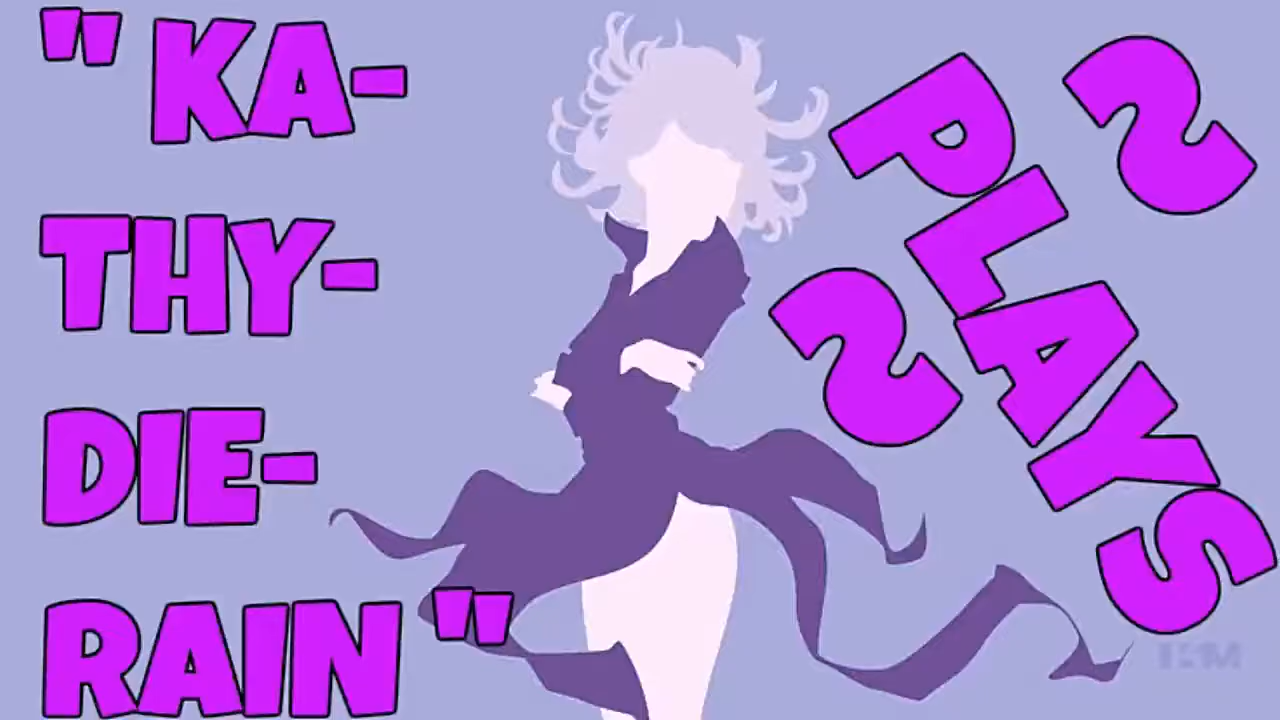 "KA-
THY-
DIE-
RAIN"
PLAYS